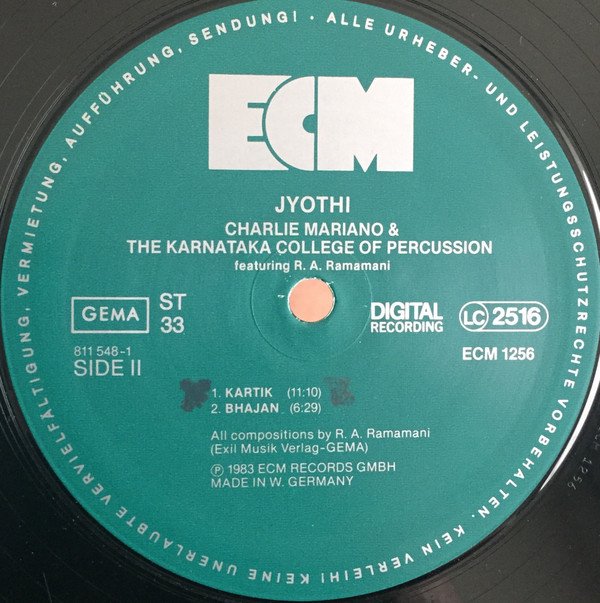 ALLE URHEBER- UND LEISTUNGSSCHUTZRECHTE VORBEHALTEN. KEIN VERLEIH! KEINE UNERLAUBTE VERVIELFÄLTIGUNG, VERMIETUNG, AUFFÜHRUNG, SENDUNG! ·
ECM
JYOTHI
CHARLIE MARIANO &
THE KARNATAKA COLLEGE OF PERCUSSION
featuring R. A. Ramamani
GEMA
ST
33
DIGITAL
RECORDING
LC 2516
811 548-1
SIDE II
ECM 1256
1. KARTIK (11:10)
2. BHAJAN (6:29)
All compositions by R. A. Ramamani
(Exil Musik Verlag-GEMA)
Ⓟ 1983 ECM RECORDS GMBH
MADE IN W. GERMANY